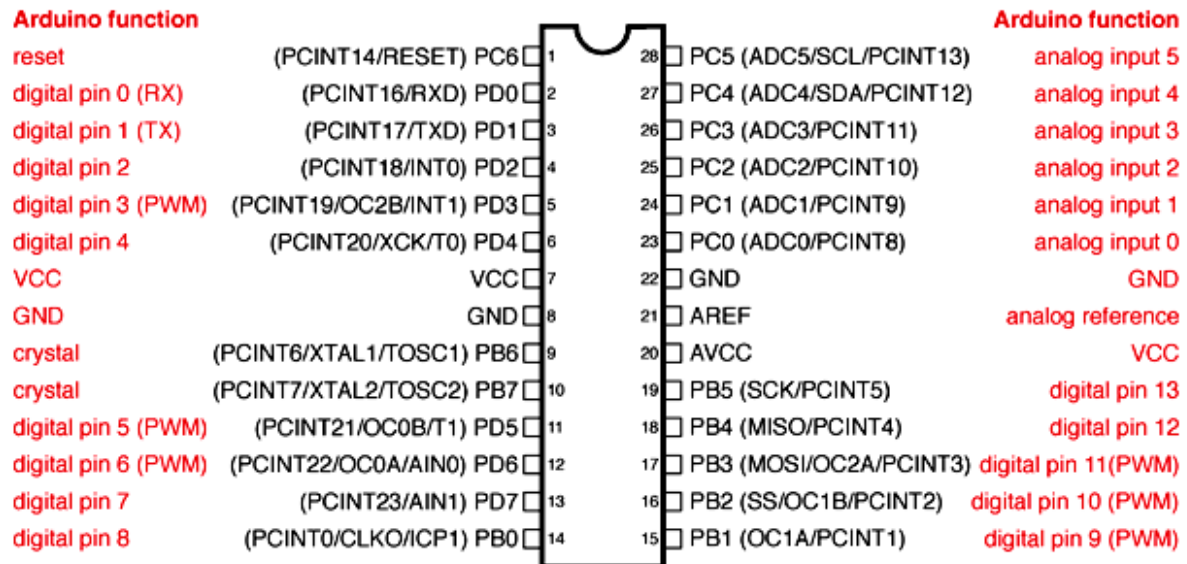 Arduino function Arduino function
reset (PCINT14/RESET) PC6 1 28 PC5 (ADC5/SCL/PCINT13) analog input 5
digital pin 0 (RX) (PCINT16/RXD) PD0 2 27 PC4 (ADC4/SDA/PCINT12) analog input 4
digital pin 1 (TX) (PCINT17/TXD) PD1 3 26 PC3 (ADC3/PCINT11) analog input 3
digital pin 2 (PCINT18/INT0) PD2 4 25 PC2 (ADC2/PCINT10) analog input 2
digital pin 3 (PWM) (PCINT19/OC2B/INT1) PD3 5 24 PC1 (ADC1/PCINT9) analog input 1
digital pin 4 (PCINT20/XCK/T0) PD4 6 23 PC0 (ADC0/PCINT8) analog input 0
VCC VCC 7 22 GND GND
GND GND 8 21 AREF analog reference
crystal (PCINT6/XTAL1/TOSC1) PB6 9 20 AVCC VCC
crystal (PCINT7/XTAL2/TOSC2) PB7 10 19 PB5 (SCK/PCINT5) digital pin 13
digital pin 5 (PWM) (PCINT21/OC0B/T1) PD5 11 18 PB4 (MISO/PCINT4) digital pin 12
digital pin 6 (PWM) (PCINT22/OC0A/AIN0) PD6 12 17 PB3 (MOSI/OC2A/PCINT3) digital pin 11(PWM)
digital pin 7 (PCINT23/AIN1) PD7 13 16 PB2 (SS/OC1B/PCINT2) digital pin 10 (PWM)
digital pin 8 (PCINT0/CLKO/ICP1) PB0 14 15 PB1 (OC1A/PCINT1) digital pin 9 (PWM)